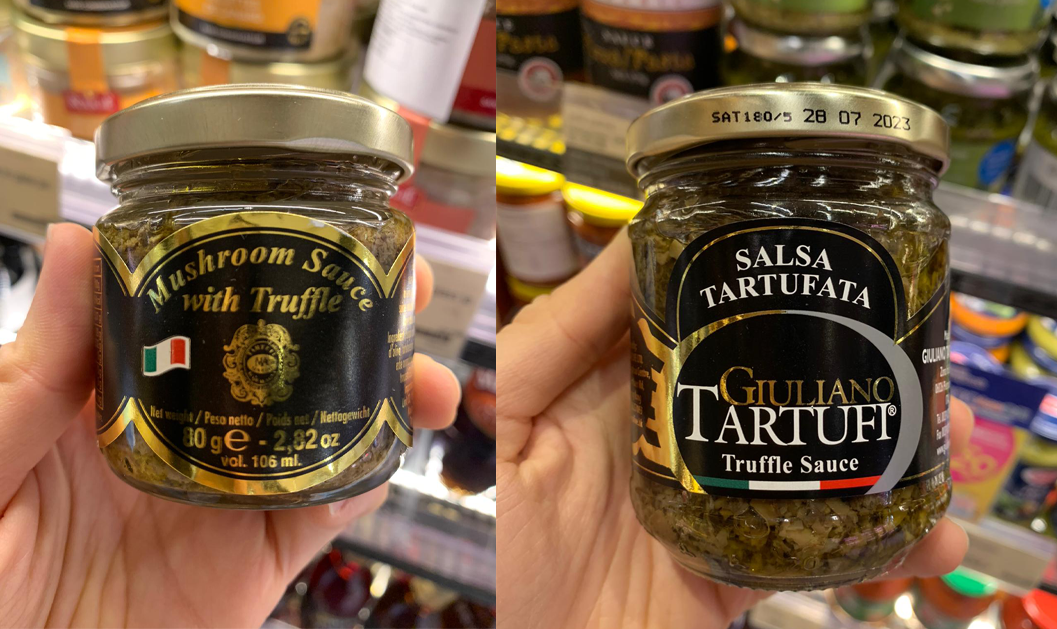 Mushroom Sauce
with Truffle
Net weight / Peso netto / Poids net / Nettogewicht
80 g e - 2,82 oz
vol. 106 ml.
SAT180/5 28 07 2023
SALSA
TARTUFATA
GIULIANO
TARTUFI®
Truffle Sauce
GIULIANO